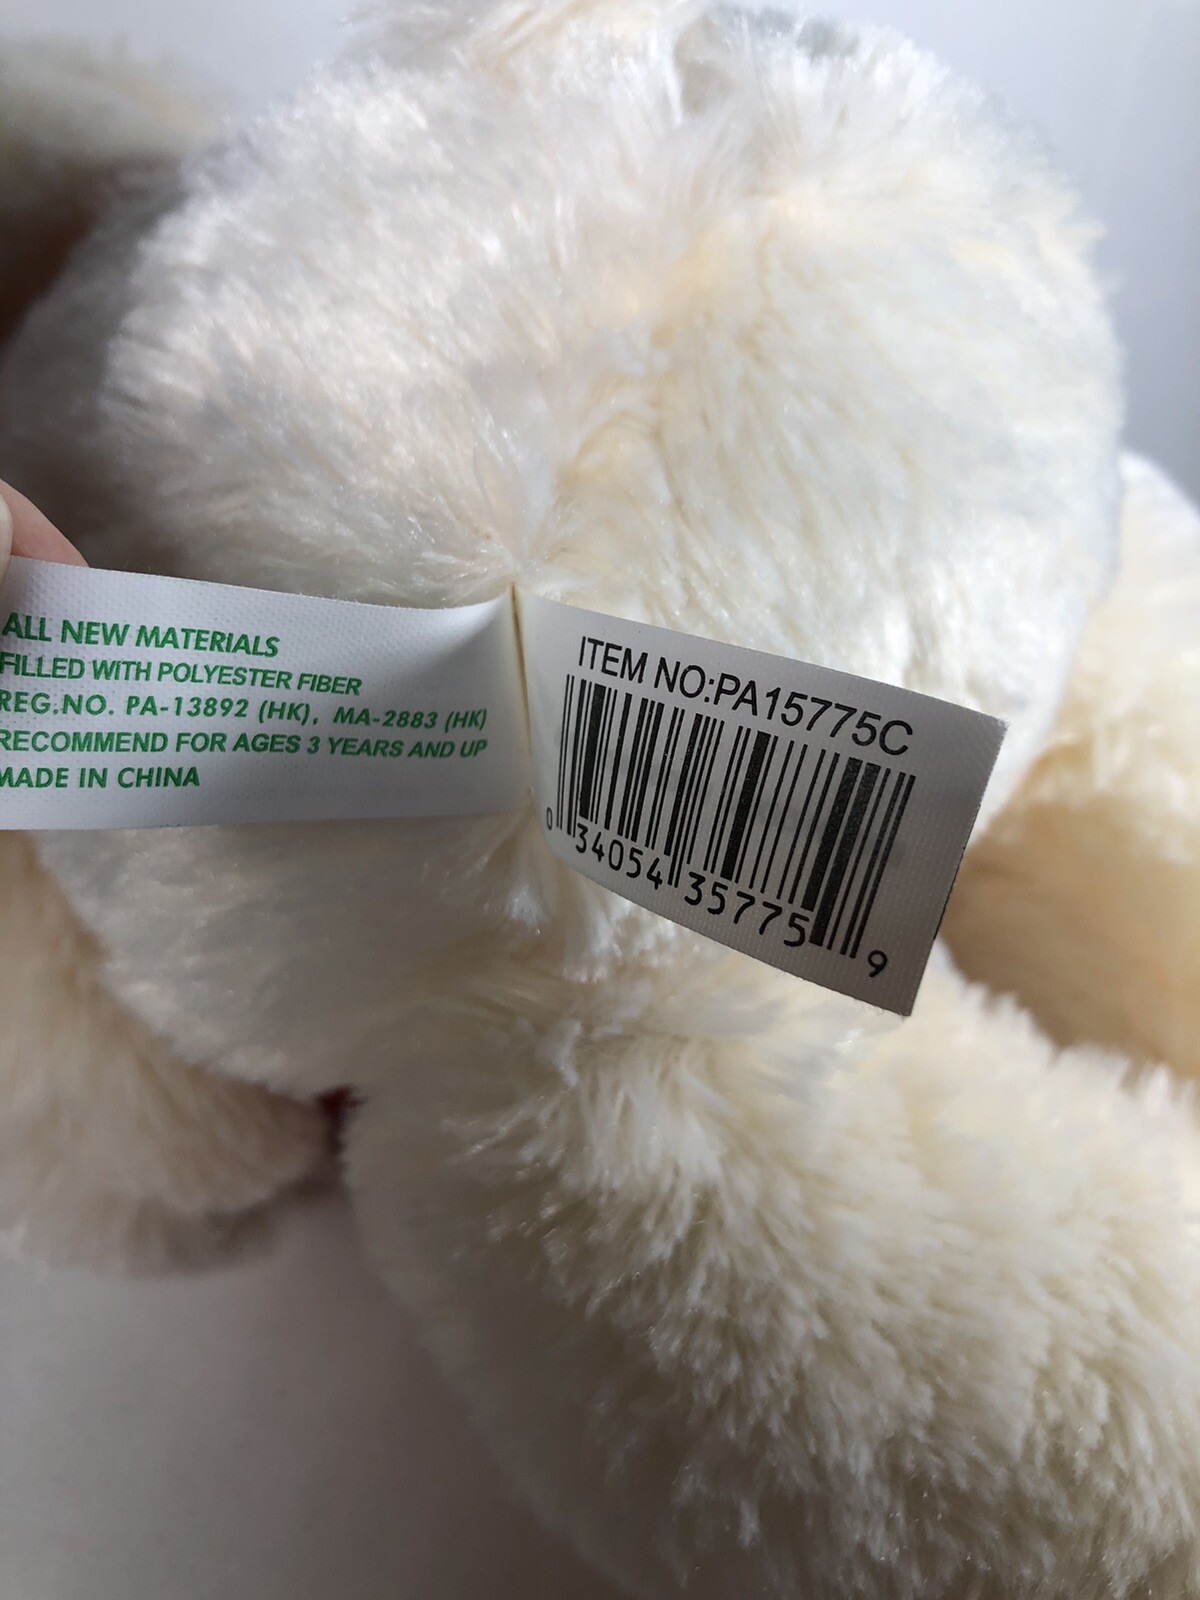 ALL NEW MATERIALS
FILLED WITH POLYESTER FIBER
REG.NO. PA-13892 (HK), MA-2883 (HK)
RECOMMEND FOR AGES 3 YEARS AND UP
MADE IN CHINA
ITEM NO:PA15775C
0 34054 35775 9